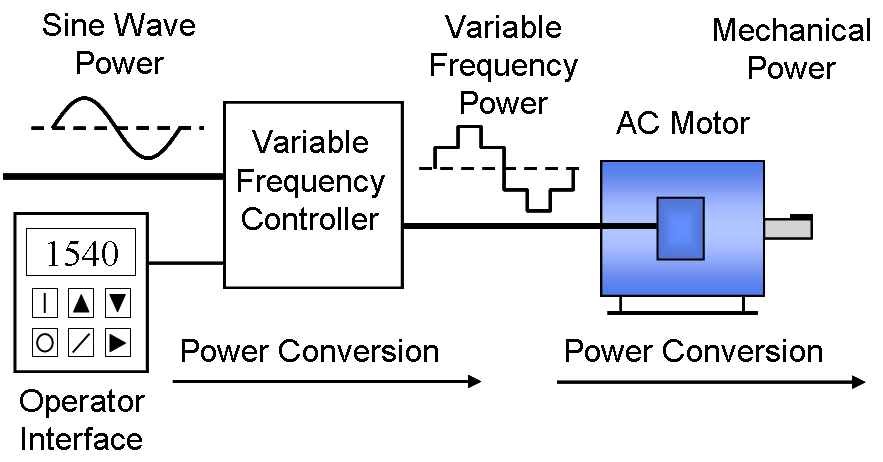 Sine Wave
Power
Variable
Frequency
Power
Mechanical
Power
AC Motor
Variable
Frequency
Controller
1540
Power Conversion
Power Conversion
Operator
Interface